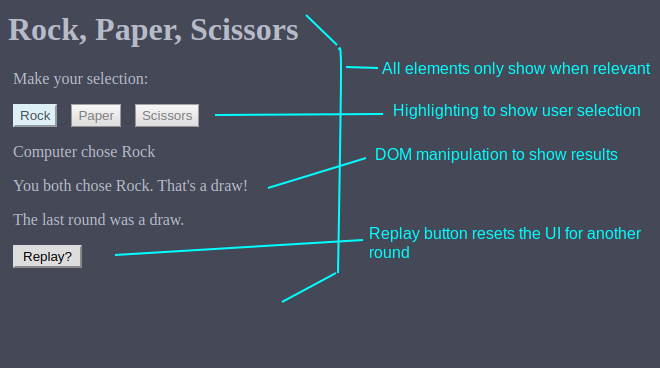 Rock, Paper, Scissors
All elements only show when relevant
Make your selection:
Highlighting to show user selection
Rock Paper Scissors
Computer chose Rock
DOM manipulation to show results
You both chose Rock. That's a draw!
The last round was a draw.
Replay button resets the UI for another
round
Replay?